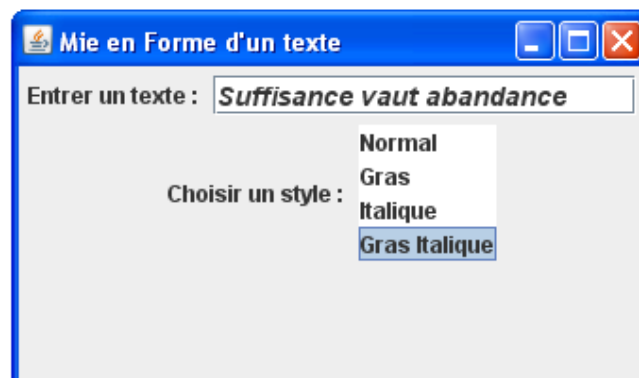 Mie en Forme d'un texte
Entrer un texte : Suffisance vaut abandance
Normal
Gras
Choisir un style :
Italique
Gras Italique